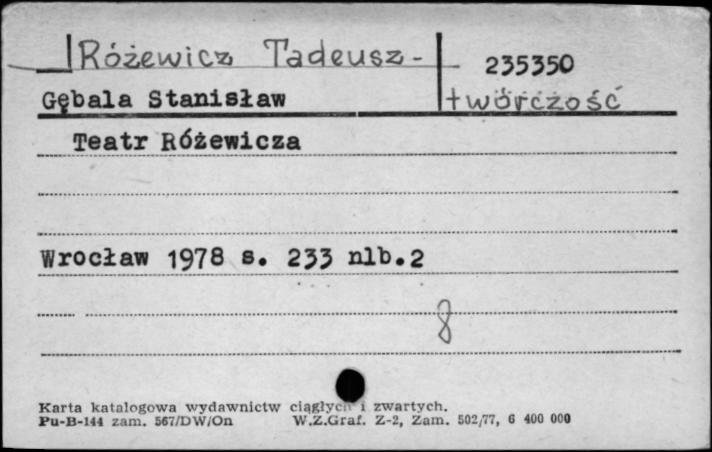 Różewicz Tadeusz - 235350
Gębala Stanisław twórczość
Teatr Różewicza
Wrocław 1978 s. 233 nlb.2
8
Karta katalogowa wydawnictw ciągłych i zwartych.
Pu-B-144 zam. 567/DW/On W.Z.Graf. Z-2, Zam. 502/77, 6 400 000